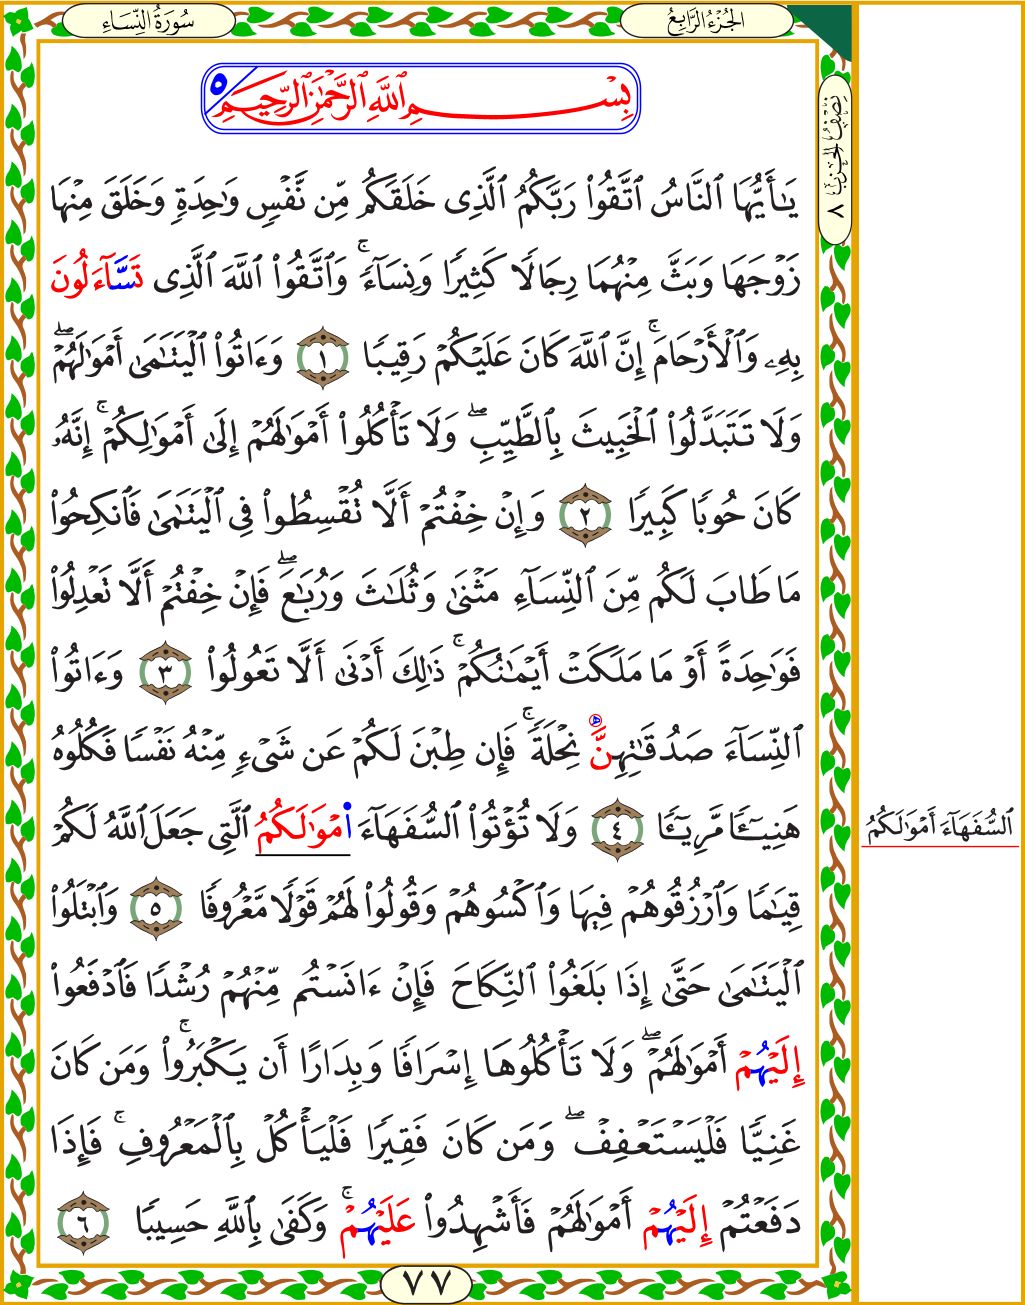 سُورَةُ النِّسَاءِ
الجُزْءُ الرَّابِعُ
نِصْفُ الحِزْبِ ٨
٥ بِسْمِ ٱللَّهِ ٱلرَّحْمَٰنِ ٱلرَّحِيمِ
يَٰٓأَيُّهَا ٱلنَّاسُ ٱتَّقُوا۟ رَبَّكُمُ ٱلَّذِى خَلَقَكُم مِّن نَّفْسٍ وَٰحِدَةٍ وَخَلَقَ مِنْهَا
زَوْجَهَا وَبَثَّ مِنْهُمَا رِجَالًا كَثِيرًا وَنِسَآءً ۚ وَٱتَّقُوا۟ ٱللَّهَ ٱلَّذِى تَسَّآءَلُونَ
بِهِۦ وَٱلْأَرْحَامَ ۚ إِنَّ ٱللَّهَ كَانَ عَلَيْكُمْ رَقِيبًا ١ وَءَاتُوا۟ ٱلْيَتَٰمَىٰٓ أَمْوَٰلَهُمْ ۖ
وَلَا تَتَبَدَّلُوا۟ ٱلْخَبِيثَ بِٱلطَّيِّبِ ۖ وَلَا تَأْكُلُوٓا۟ أَمْوَٰلَهُمْ إِلَىٰٓ أَمْوَٰلِكُمْ ۚ إِنَّهُۥ
كَانَ حُوبًا كَبِيرًا ٢ وَإِنْ خِفْتُمْ أَلَّا تُقْسِطُوا۟ فِى ٱلْيَتَٰمَىٰ فَٱنكِحُوا۟
مَا طَابَ لَكُم مِّنَ ٱلنِّسَآءِ مَثْنَىٰ وَثُلَٰثَ وَرُبَٰعَ ۖ فَإِنْ خِفْتُمْ أَلَّا تَعْدِلُوا۟
فَوَٰحِدَةً أَوْ مَا مَلَكَتْ أَيْمَٰنُكُمْ ۚ ذَٰلِكَ أَدْنَىٰٓ أَلَّا تَعُولُوا۟ ٣ وَءَاتُوا۟
ٱلنِّسَآءَ صَدُقَٰتِهِنَّ نِحْلَةً ۚ فَإِن طِبْنَ لَكُمْ عَن شَىْءٍ مِّنْهُ نَفْسًا فَكُلُوهُ
هَنِيٓـًٔا مَّرِيٓـًٔا ٤ وَلَا تُؤْتُوا۟ ٱلسُّفَهَآءَ امْوَٰلَكُمُ ٱلَّتِى جَعَلَ ٱللَّهُ لَكُمْ
ٱلسُّفَهَآءَ أَمْوَٰلَكُمُ
قِيَٰمًا وَٱرْزُقُوهُمْ فِيهَا وَٱكْسُوهُمْ وَقُولُوا۟ لَهُمْ قَوْلًا مَّعْرُوفًا ٥ وَٱبْتَلُوا۟
ٱلْيَتَٰمَىٰ حَتَّىٰٓ إِذَا بَلَغُوا۟ ٱلنِّكَاحَ فَإِنْ ءَانَسْتُم مِّنْهُمْ رُشْدًا فَٱدْفَعُوٓا۟
إِلَيْهُمْ أَمْوَٰلَهُمْ ۖ وَلَا تَأْكُلُوهَآ إِسْرَافًا وَبِدَارًا أَن يَكْبَرُوا۟ ۚ وَمَن كَانَ
غَنِيًّا فَلْيَسْتَعْفِفْ ۖ وَمَن كَانَ فَقِيرًا فَلْيَأْكُلْ بِٱلْمَعْرُوفِ ۚ فَإِذَا
دَفَعْتُمْ إِلَيْهُمْ أَمْوَٰلَهُمْ فَأَشْهِدُوا۟ عَلَيْهُمْ ۚ وَكَفَىٰ بِٱللَّهِ حَسِيبًا ٦
٧٧